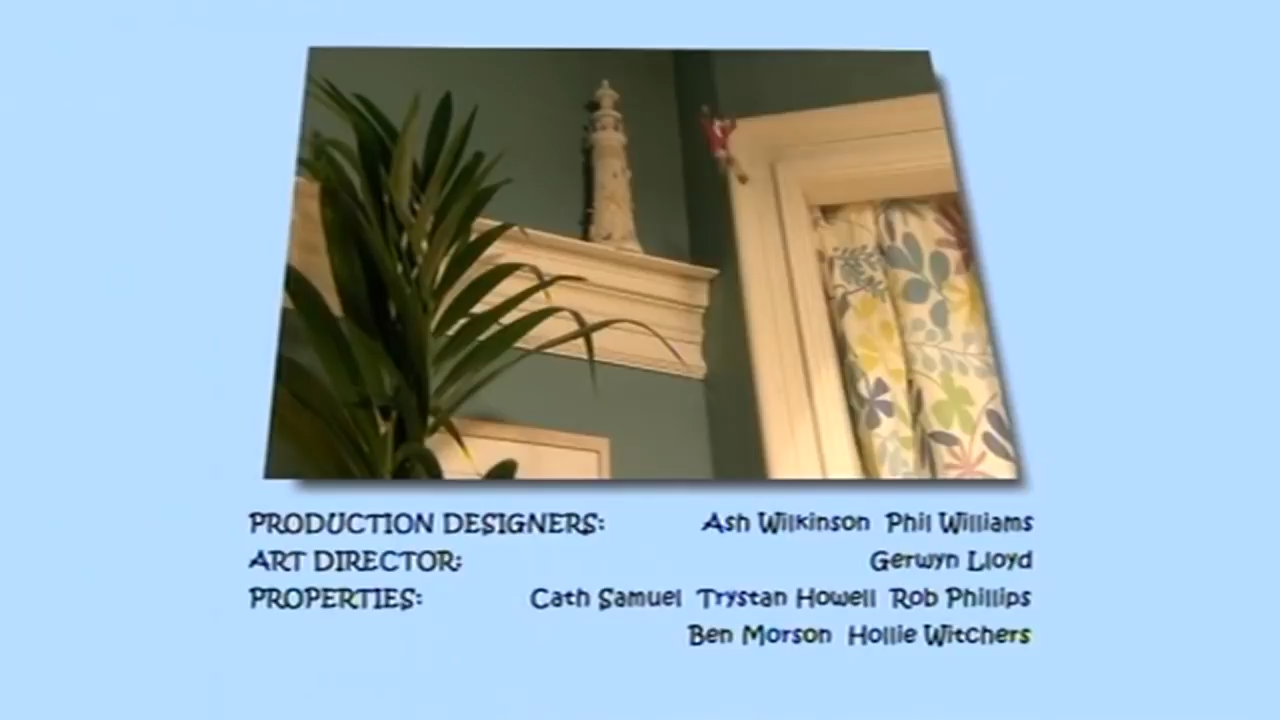 PRODUCTION DESIGNERS: Ash Wilkinson Phil Williams
ART DIRECTOR: Gerwyn Lloyd
PROPERTIES: Cath Samuel Trystan Howell Rob Phillips
Ben Morson Hollie Witchers